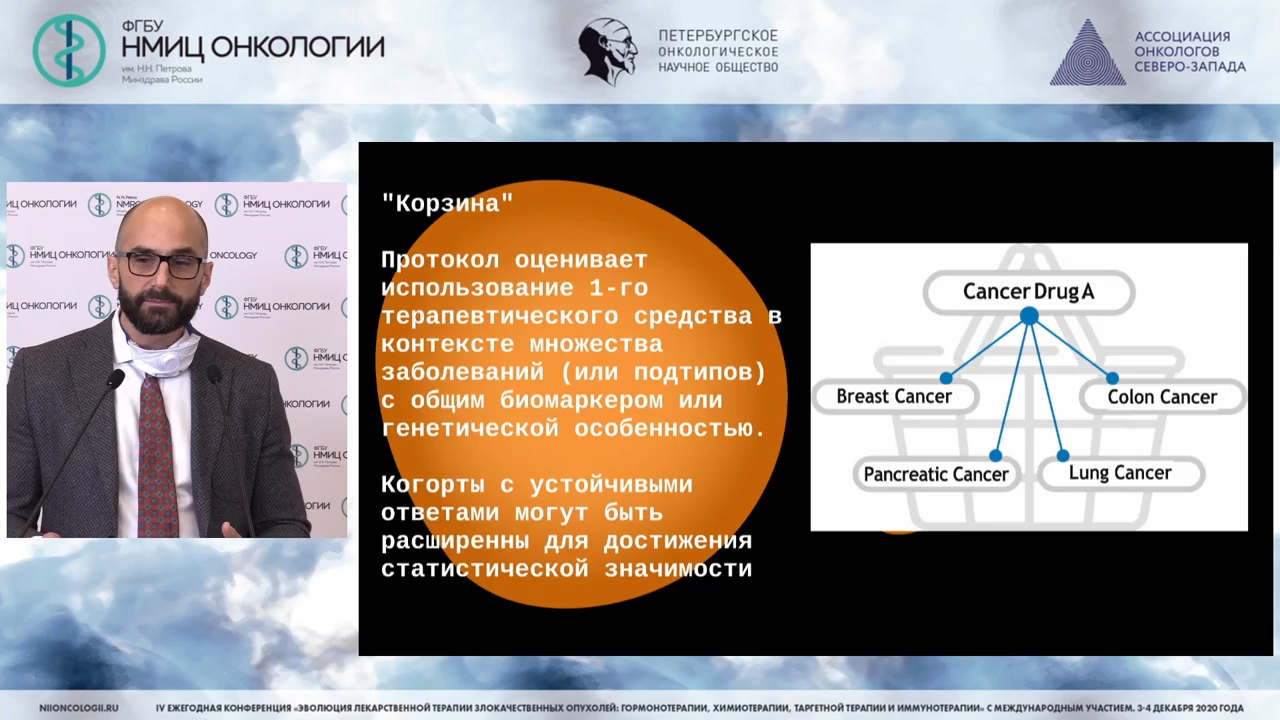 ФГБУ
НМИЦ ОНКОЛОГИИ
им. Н.Н. Петрова
Минздрава России
ПЕТЕРБУРГСКОЕ
ОНКОЛОГИЧЕСКОЕ
НАУЧНОЕ ОБЩЕСТВО
АССОЦИАЦИЯ
ОНКОЛОГОВ
СЕВЕРО-ЗАПАДА
"Корзина"
Протокол оценивает
использование 1-го
терапевтического средства в
контексте множества
заболеваний (или подтипов)
с общим биомаркером или
генетической особенностью.
Когорты с устойчивыми
ответами могут быть
расширенны для достижения
статистической значимости
Cancer Drug A
Breast Cancer
Colon Cancer
Pancreatic Cancer
Lung Cancer
NIIONCOLOGII.RU
IV ЕЖЕГОДНАЯ КОНФЕРЕНЦИЯ «ЭВОЛЮЦИЯ ЛЕКАРСТВЕННОЙ ТЕРАПИИ ЗЛОКАЧЕСТВЕННЫХ ОПУХОЛЕЙ: ГОРМОНОТЕРАПИИ, ХИМИОТЕРАПИИ, ТАРГЕТНОЙ ТЕРАПИИ И ИММУНОТЕРАПИИ» С МЕЖДУНАРОДНЫМ УЧАСТИЕМ. 3-4 ДЕКАБРЯ 2020 ГОДА